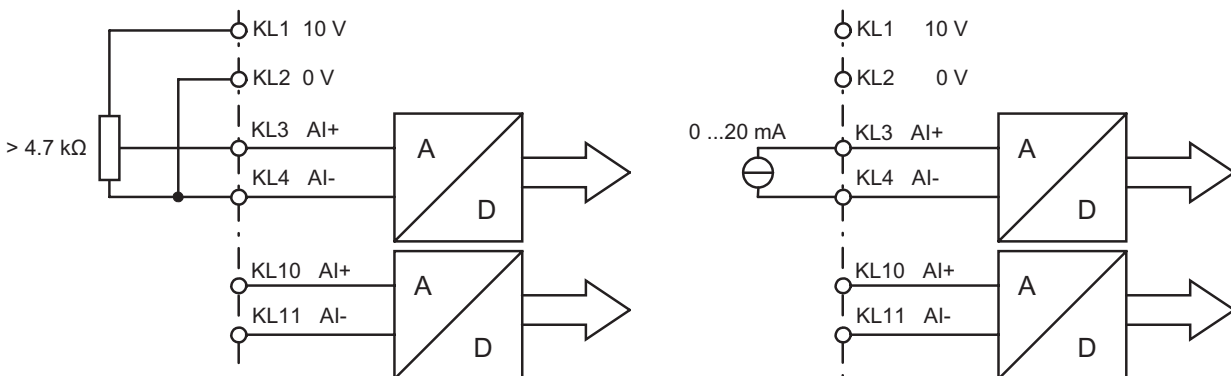 KL1 10 V
KL2 0 V
> 4.7 kΩ
KL3 AI+
KL4 AI-
A
D
KL10 AI+
KL11 AI-
A
D
KL1 10 V
KL2 0 V
0 ...20 mA
KL3 AI+
KL4 AI-
A
D
KL10 AI+
KL11 AI-
A
D